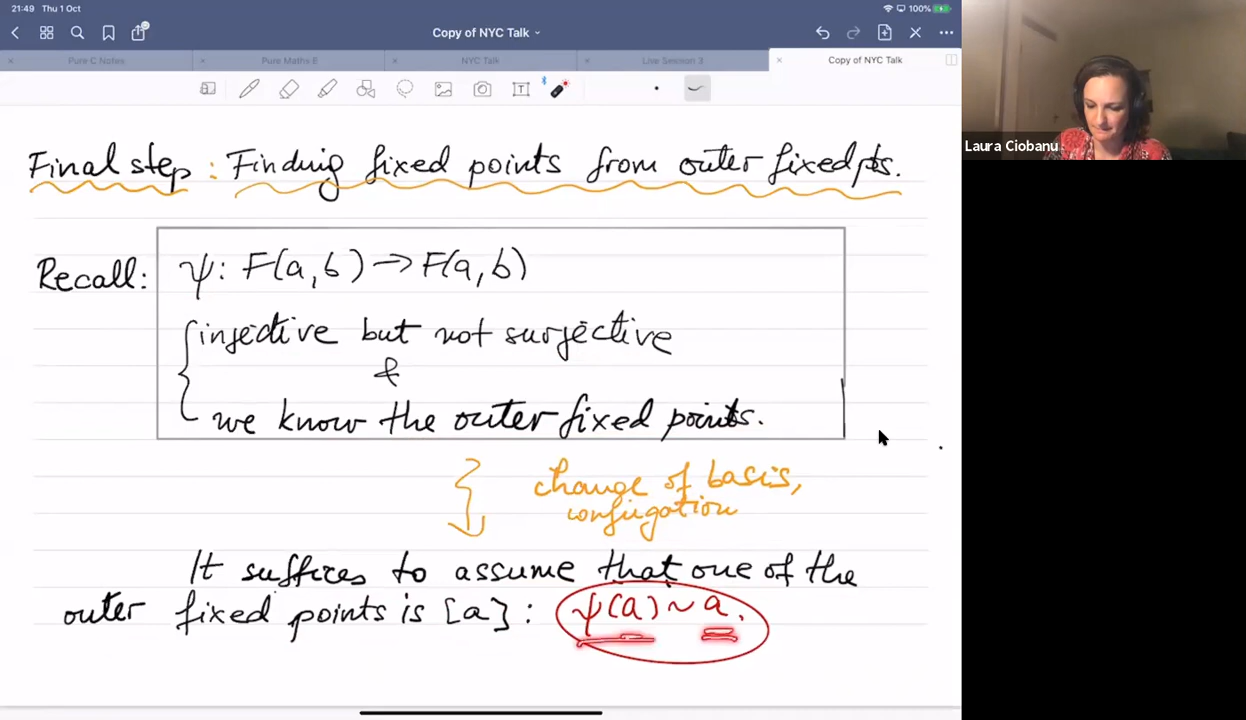 21:49 Thu 1 Oct
100%
Copy of NYC Talk
Pure C Notes
Pure Maths E
NYC Talk
Live Session 3
Copy of NYC Talk
Laura Ciobanu
Final step: Finding fixed points from outer fixed pts.
Recall: ψ: F(a,b) → F(a,b)
injective but not surjective
&
we know the outer fixed points.
change of basis,
conjugation
It suffices to assume that one of the
outer fixed points is [a]: ψ(a) ~ a.